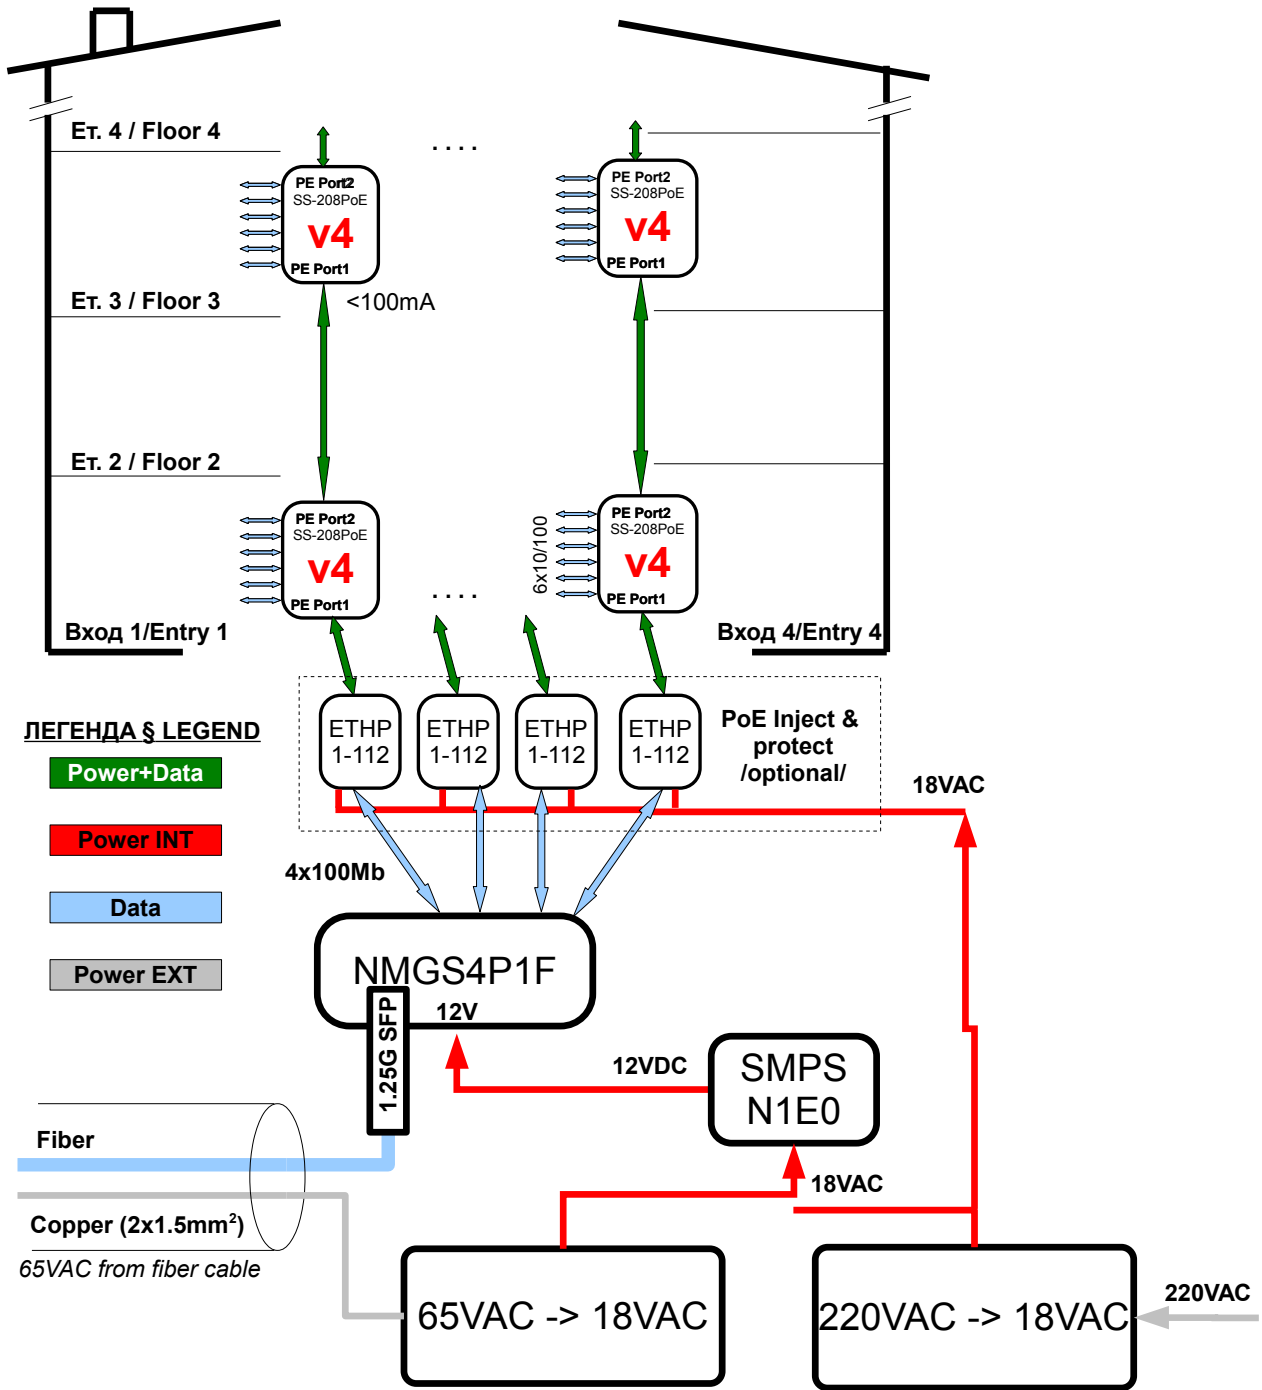 Ет. 4 / Floor 4
. . . .
PE Port2
SS-208PoE
v4
PE Port1
PE Port2
SS-208PoE
v4
PE Port1
Ет. 3 / Floor 3
<100mA
Ет. 2 / Floor 2
PE Port2
SS-208PoE
v4
PE Port1
. . . .
6x10/100
PE Port2
SS-208PoE
v4
PE Port1
Вход 1/Entry 1
Вход 4/Entry 4
ЛЕГЕНДА § LEGEND
Power+Data
Power INT
Data
Power EXT
ETHP
1-112
ETHP
1-112
ETHP
1-112
ETHP
1-112
PoE Inject &
protect
/optional/
18VAC
4x100Mb
NMGS4P1F
12V
1.25G SFP
12VDC
SMPS
N1E0
18VAC
Fiber
Copper (2x1.5mm²)
65VAC from fiber cable
65VAC -> 18VAC
220VAC -> 18VAC
220VAC